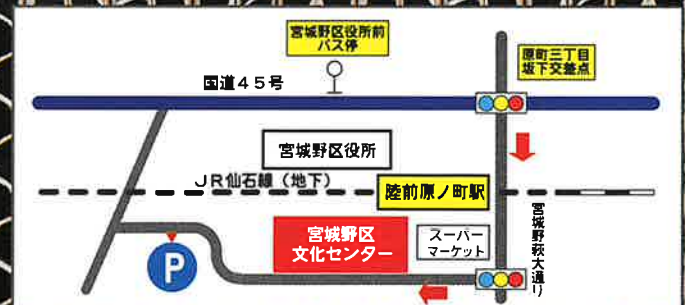 宮城野区役所前
バス停
原町三丁目
坂下交差点
国道45号
宮城野区役所
JR仙石線（地下）
陸前原ノ町駅
宮城野区
文化センター
スーパー
マーケット
宮城野萩大通り
P